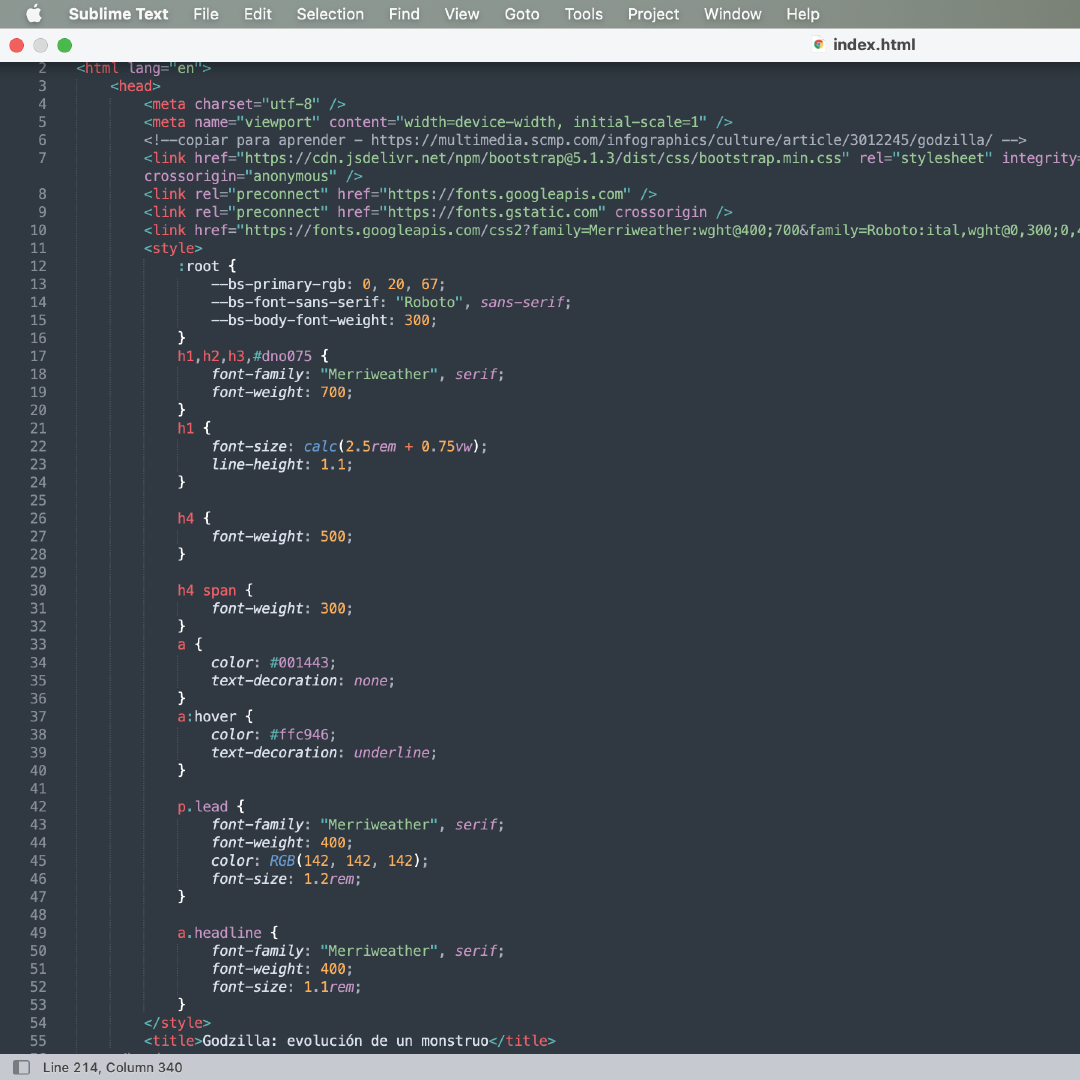 Sublime Text File Edit Selection Find View Goto Tools Project Window Help
index.html
2 <html lang="en">
3 <head>
4 <meta charset="utf-8" />
5 <meta name="viewport" content="width=device-width, initial-scale=1" />
6 <!--copiar para aprender - https://multimedia.scmp.com/infographics/culture/article/3012245/godzilla/ -->
7 <link href="https://cdn.jsdelivr.net/npm/bootstrap@5.1.3/dist/css/bootstrap.min.css" rel="stylesheet" integrity=
crossorigin="anonymous" />
8 <link rel="preconnect" href="https://fonts.googleapis.com" />
9 <link rel="preconnect" href="https://fonts.gstatic.com" crossorigin />
10 <link href="https://fonts.googleapis.com/css2?family=Merriweather:wght@400;700&family=Roboto:ital,wght@0,300;0,4
11 <style>
12 :root {
13 --bs-primary-rgb: 0, 20, 67;
14 --bs-font-sans-serif: "Roboto", sans-serif;
15 --bs-body-font-weight: 300;
16 }
17 h1,h2,h3,#dno075 {
18 font-family: "Merriweather", serif;
19 font-weight: 700;
20 }
21 h1 {
22 font-size: calc(2.5rem + 0.75vw);
23 line-height: 1.1;
24 }
25
26 h4 {
27 font-weight: 500;
28 }
29
30 h4 span {
31 font-weight: 300;
32 }
33 a {
34 color: #001443;
35 text-decoration: none;
36 }
37 a:hover {
38 color: #ffc946;
39 text-decoration: underline;
40 }
41
42 p.lead {
43 font-family: "Merriweather", serif;
44 font-weight: 400;
45 color: RGB(142, 142, 142);
46 font-size: 1.2rem;
47 }
48
49 a.headline {
50 font-family: "Merriweather", serif;
51 font-weight: 400;
52 font-size: 1.1rem;
53 }
54 </style>
55 <title>Godzilla: evolución de un monstruo</title>
Line 214, Column 340